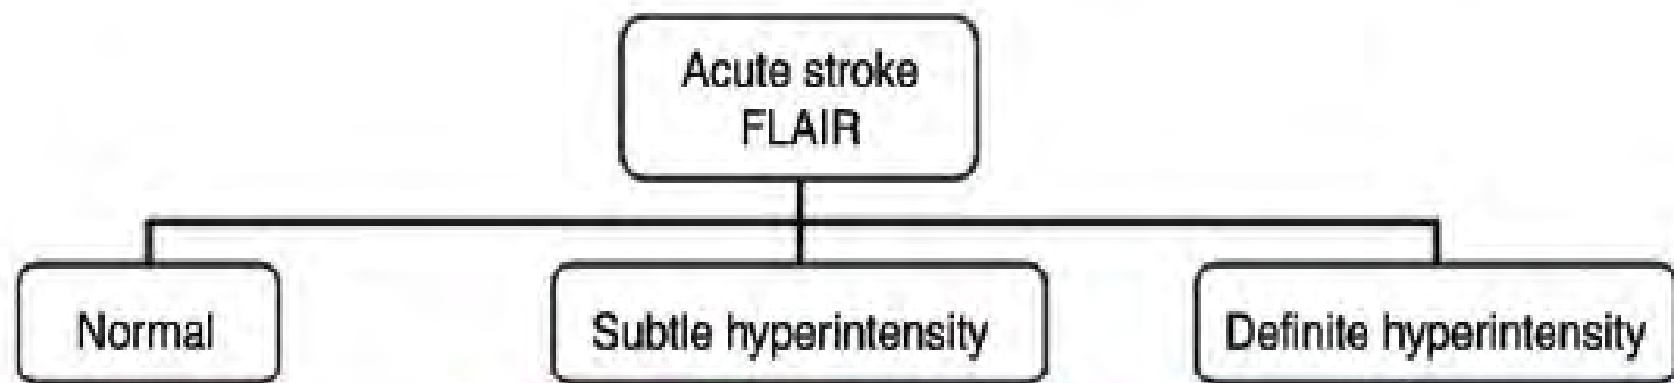 Acute stroke
FLAIR
Normal
Subtle hyperintensity
Definite hyperintensity